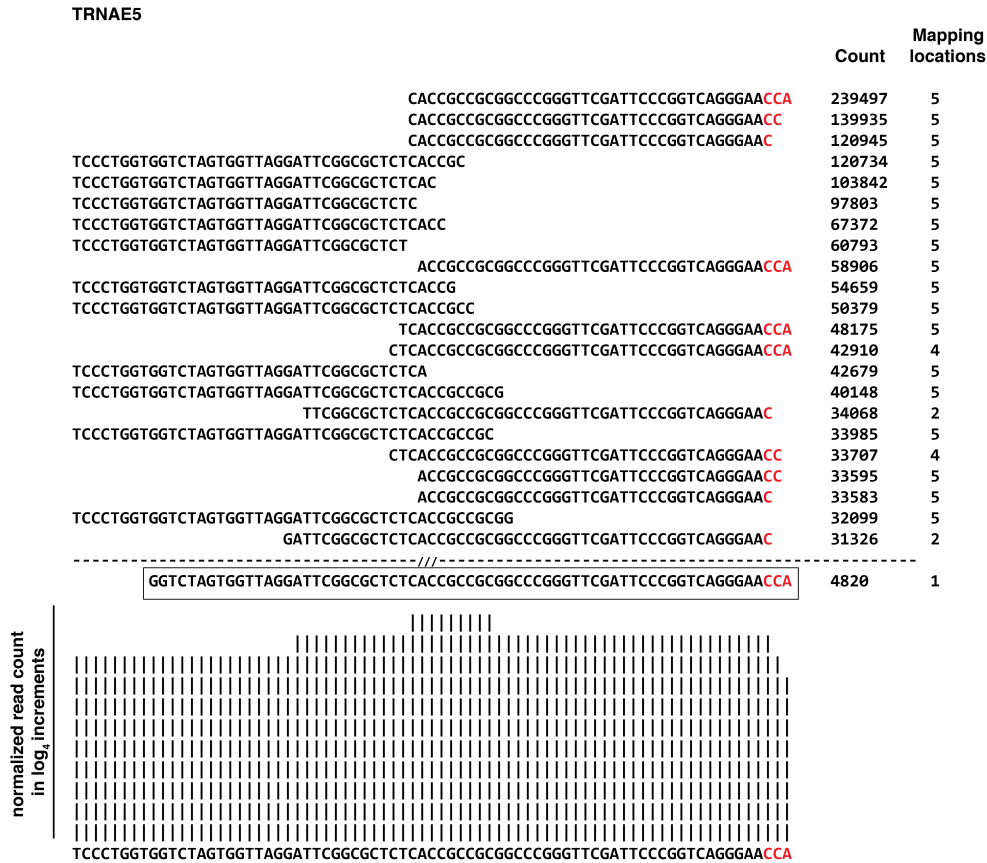 TRNAE5
Mapping
Count locations
CACCGCCGCGGCCCGGGTTCGATTCCCGGTCAGGGAACCA 239497 5
CACCGCCGCGGCCCGGGTTCGATTCCCGGTCAGGGAACC 139935 5
CACCGCCGCGGCCCGGGTTCGATTCCCGGTCAGGGAAC 120945 5
TCCCTGGTGGTCTAGTGGTTAGGATTCGGCGCTCTCACCGC 120734 5
TCCCTGGTGGTCTAGTGGTTAGGATTCGGCGCTCTCAC 103842 5
TCCCTGGTGGTCTAGTGGTTAGGATTCGGCGCTCTC 97803 5
TCCCTGGTGGTCTAGTGGTTAGGATTCGGCGCTCTCACC 67372 5
TCCCTGGTGGTCTAGTGGTTAGGATTCGGCGCTCT 60793 5
ACCGCCGCGGCCCGGGTTCGATTCCCGGTCAGGGAACCA 58906 5
TCCCTGGTGGTCTAGTGGTTAGGATTCGGCGCTCTCACCG 54659 5
TCCCTGGTGGTCTAGTGGTTAGGATTCGGCGCTCTCACCGCC 50379 5
TCACCGCCGCGGCCCGGGTTCGATTCCCGGTCAGGGAACCA 48175 5
CTCACCGCCGCGGCCCGGGTTCGATTCCCGGTCAGGGAACCA 42910 4
TCCCTGGTGGTCTAGTGGTTAGGATTCGGCGCTCTCA 42679 5
TCCCTGGTGGTCTAGTGGTTAGGATTCGGCGCTCTCACCGCCGCG 40148 5
TTCGGCGCTCTCACCGCCGCGGCCCGGGTTCGATTCCCGGTCAGGGAAC 34068 2
TCCCTGGTGGTCTAGTGGTTAGGATTCGGCGCTCTCACCGCCGC 33985 5
CTCACCGCCGCGGCCCGGGTTCGATTCCCGGTCAGGGAACC 33707 4
ACCGCCGCGGCCCGGGTTCGATTCCCGGTCAGGGAACC 33595 5
ACCGCCGCGGCCCGGGTTCGATTCCCGGTCAGGGAAC 33583 5
TCCCTGGTGGTCTAGTGGTTAGGATTCGGCGCTCTCACCGCCGCGG 32099 5
GATTCGGCGCTCTCACCGCCGCGGCCCGGGTTCGATTCCCGGTCAGGGAAC 31326 2
///
GGTCTAGTGGTTAGGATTCGGCGCTCTCACCGCCGCGGCCCGGGTTCGATTCCCGGTCAGGGAACCA 4820 1
normalized read count
in log4 increments
TCCCTGGTGGTCTAGTGGTTAGGATTCGGCGCTCTCACCGCCGCGGCCCGGGTTCGATTCCCGGTCAGGGAACCA